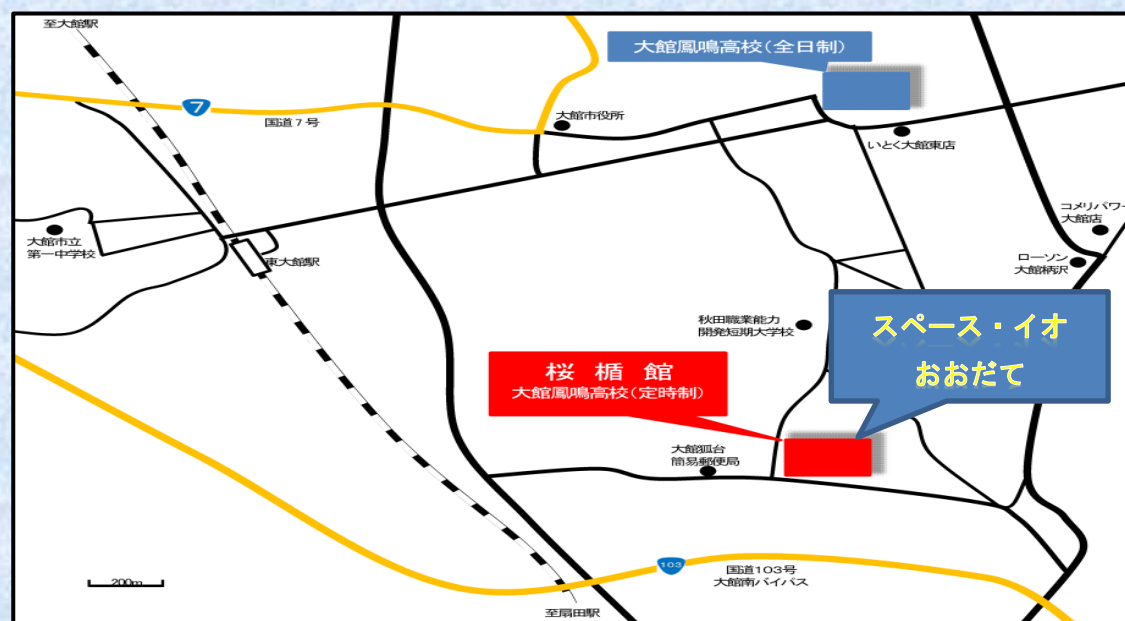 至大館駅
大館鳳鳴高校(全日制)
7
国道７号
大館市役所
いとく大館東店
コメリパワー
大館店
大館市立
第一中学校
東大館駅
ローソン
大館柄沢
秋田職業能力
開発短期大学校
スペース・イオ
おおだて
桜楯館
大館鳳鳴高校(定時制)
大館狐台
簡易郵便局
103
国道103号
大館南バイパス
200m
至扇田駅